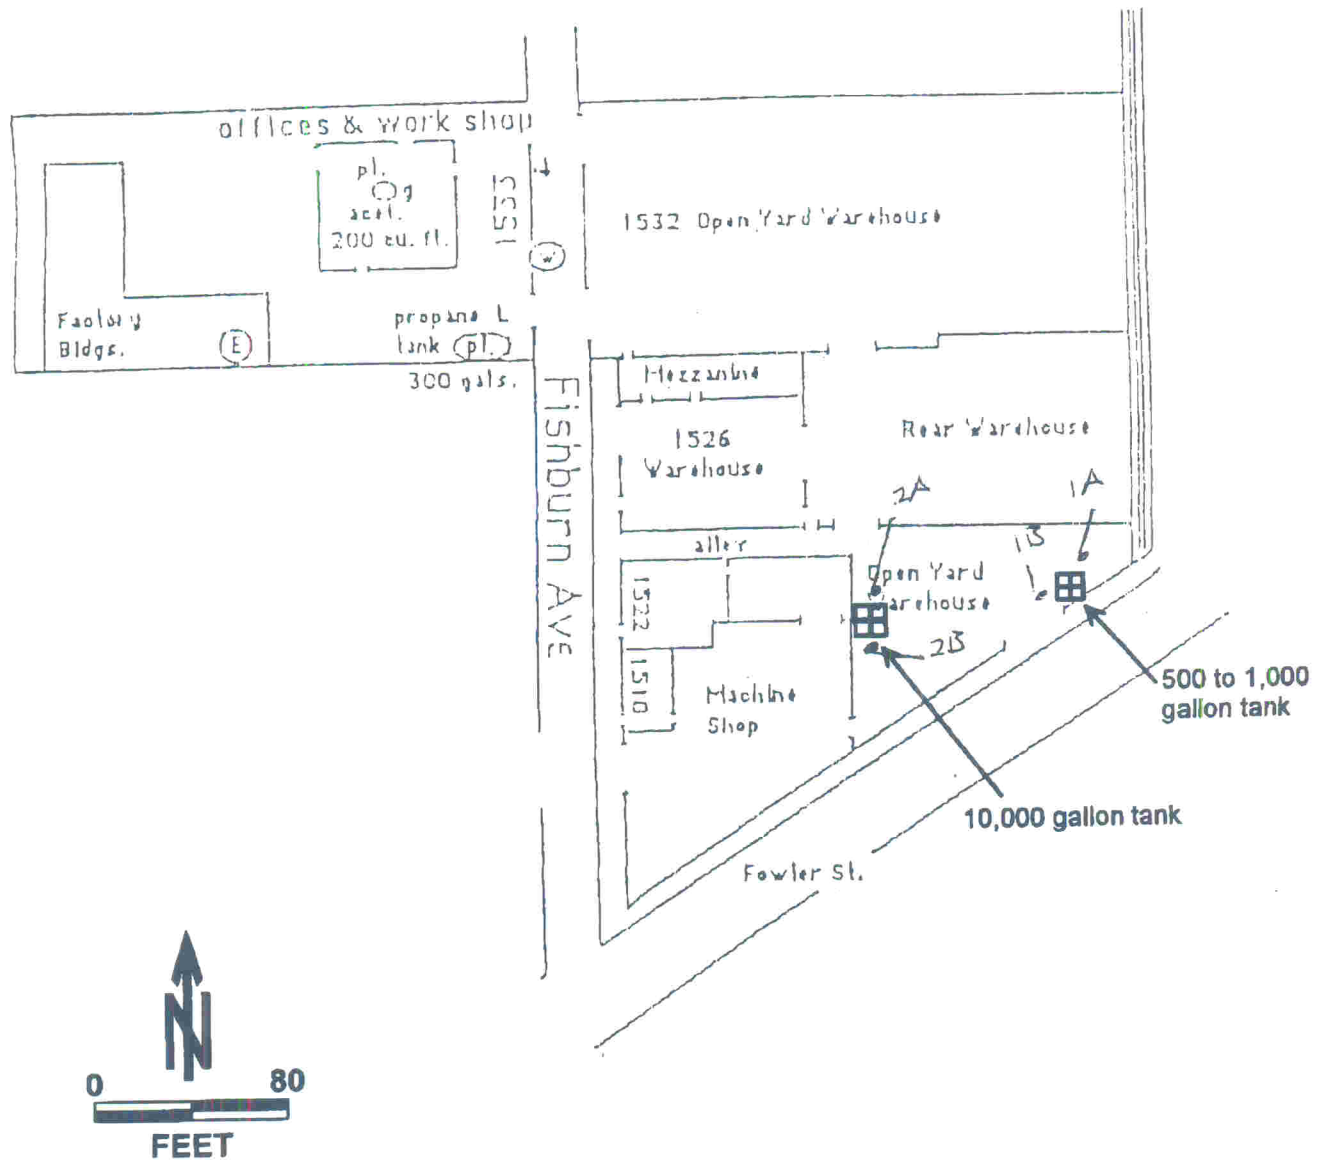 offices & work shop
pl.
g
acet.
200 cu. ft.
1532 Open Yard Warehouse
W
Factory
Bldgs.
E
propane L
tank pl.
300 gals.
Mezzanine
1526
Warehouse
Rear Warehouse
2A
1A
Fishburn Ave
alley
1B
Open Yard
Warehouse
1522
2B
1510
Machine
Shop
500 to 1,000
gallon tank
10,000 gallon tank
Fowler St.
N
0 80
FEET